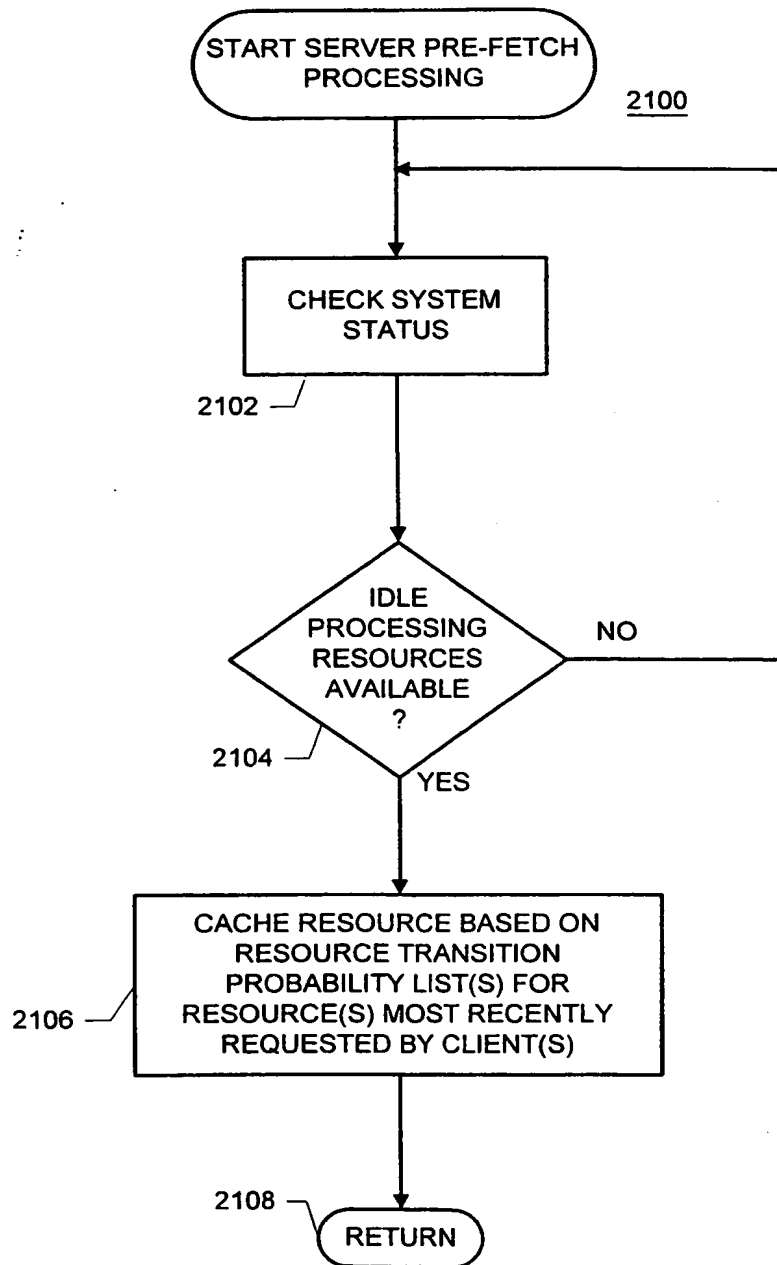 START SERVER PRE-FETCH
PROCESSING
2100
CHECK SYSTEM
STATUS
2102
IDLE
PROCESSING
RESOURCES
AVAILABLE
?
NO
2104
YES
CACHE RESOURCE BASED ON
RESOURCE TRANSITION
PROBABILITY LIST(S) FOR
RESOURCE(S) MOST RECENTLY
REQUESTED BY CLIENT(S)
2106
2108
RETURN